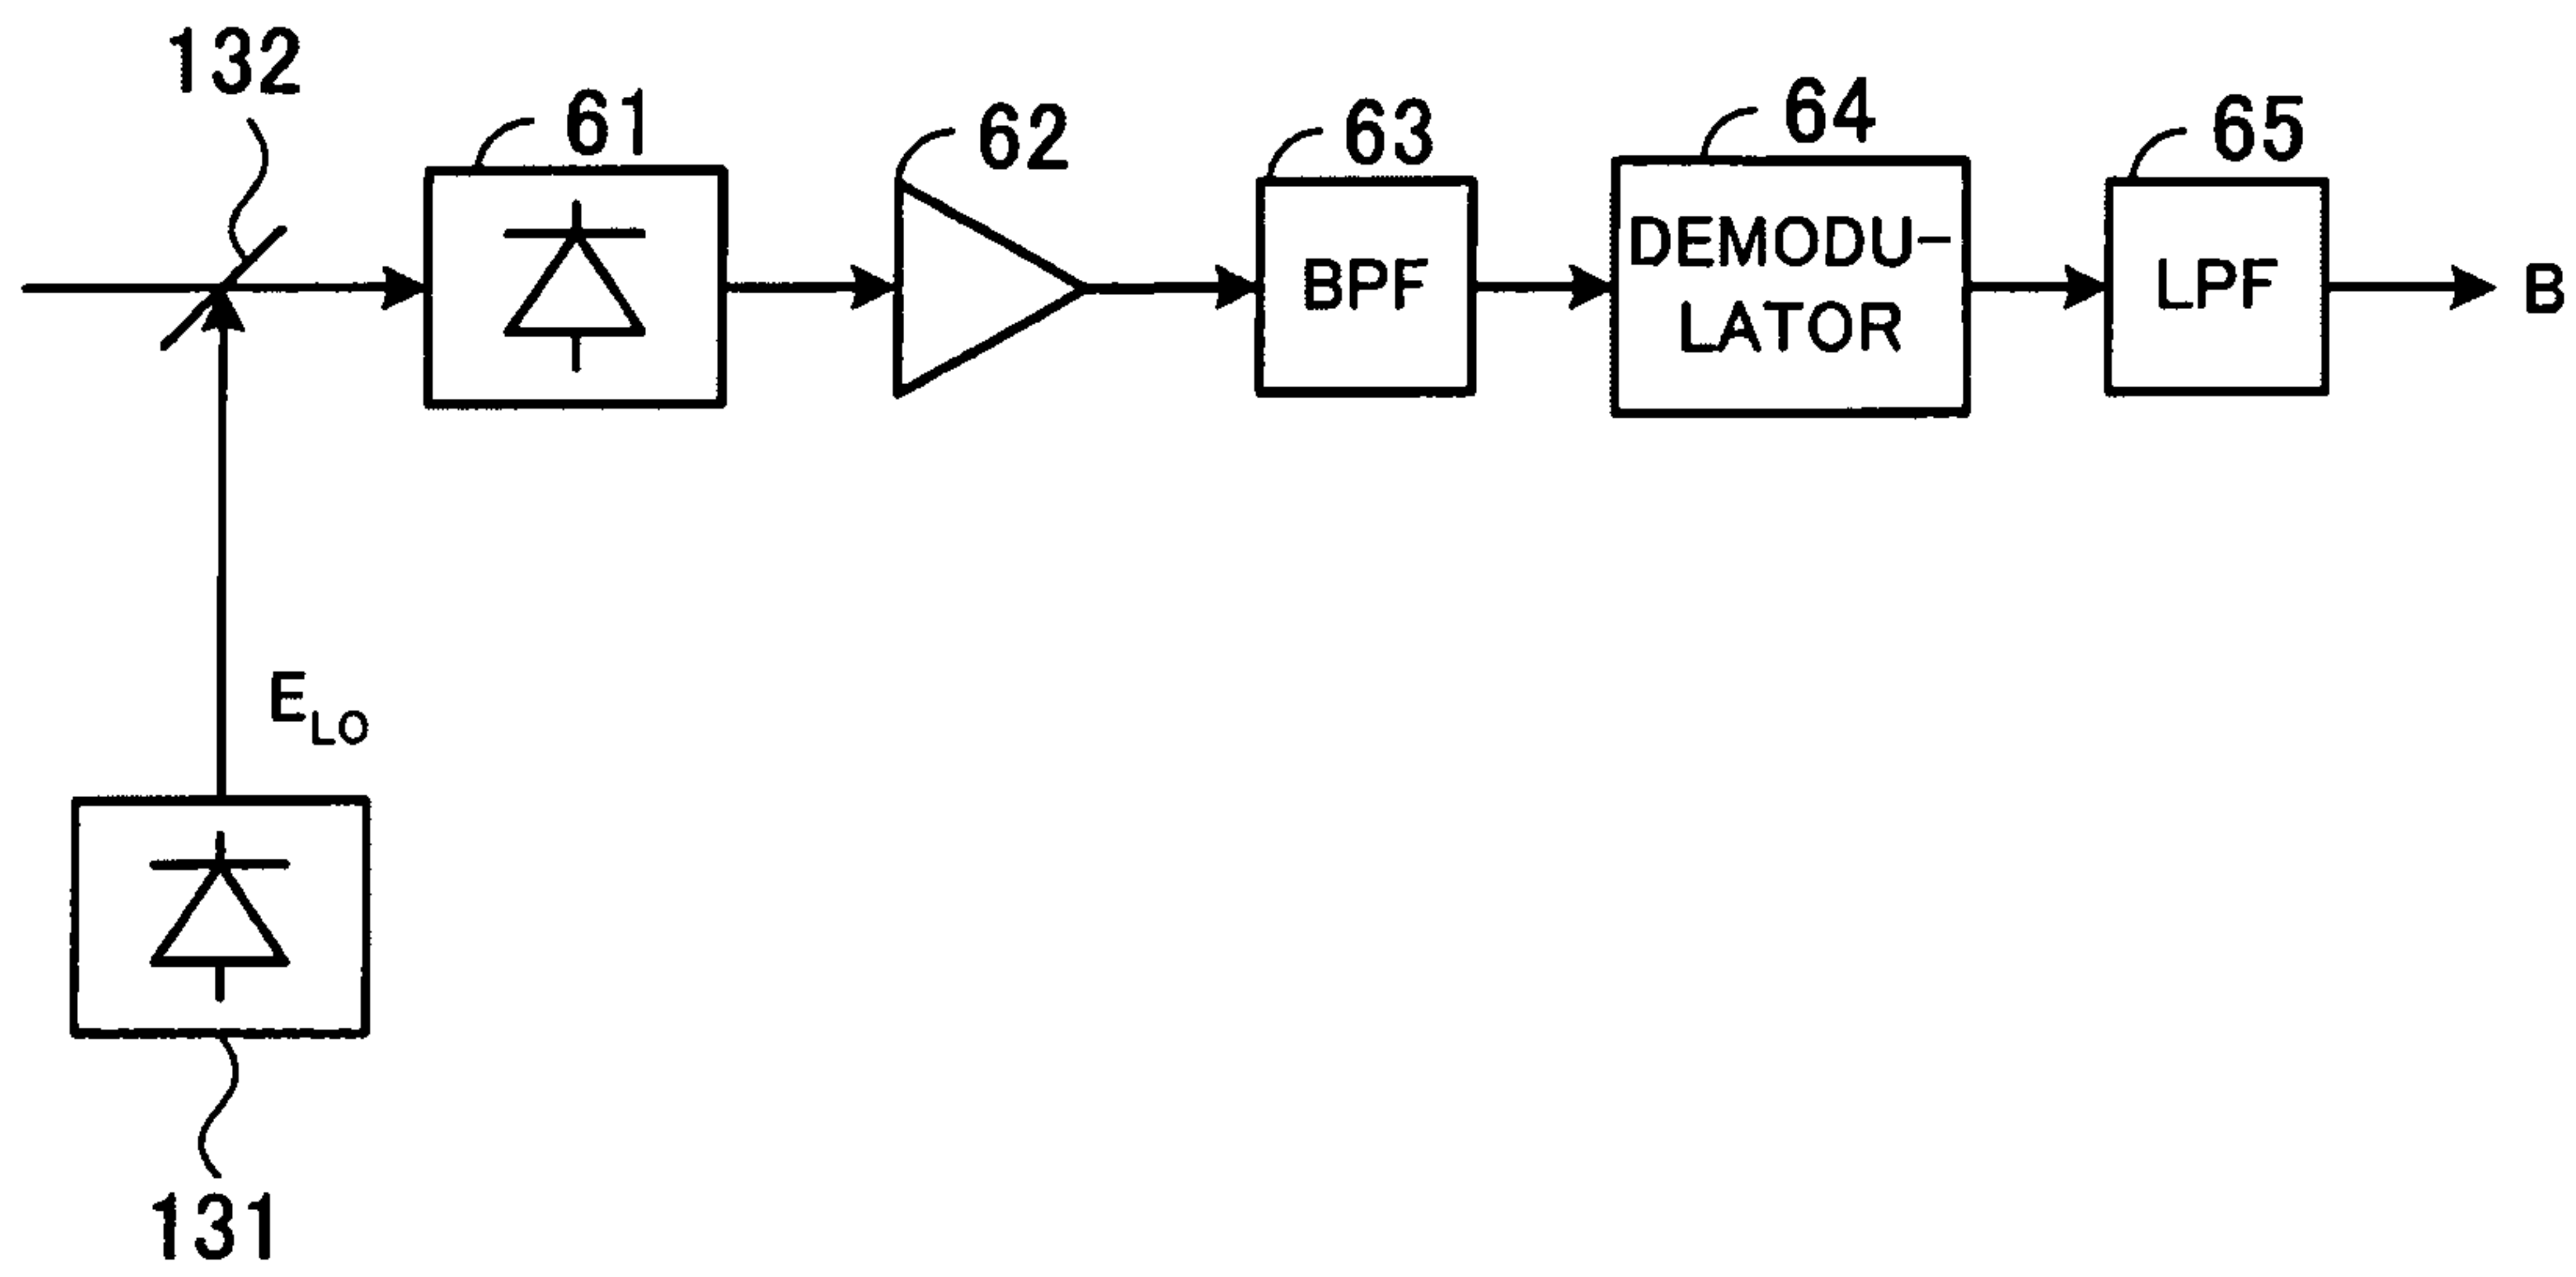 132
61
62
63
64
65
DEMODU-
LATOR
BPF
LPF
B
E_LO
131